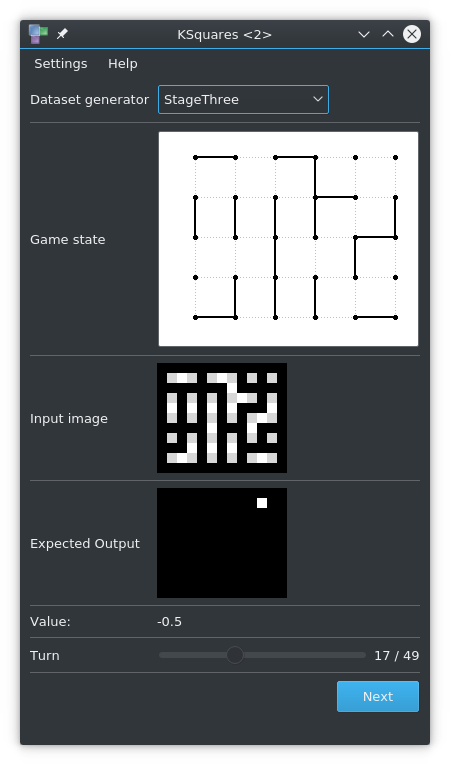 KSquares <2>
Settings Help
Dataset generator StageThree
Game state
Input image
Expected Output
Value: -0.5
Turn 17 / 49
Next